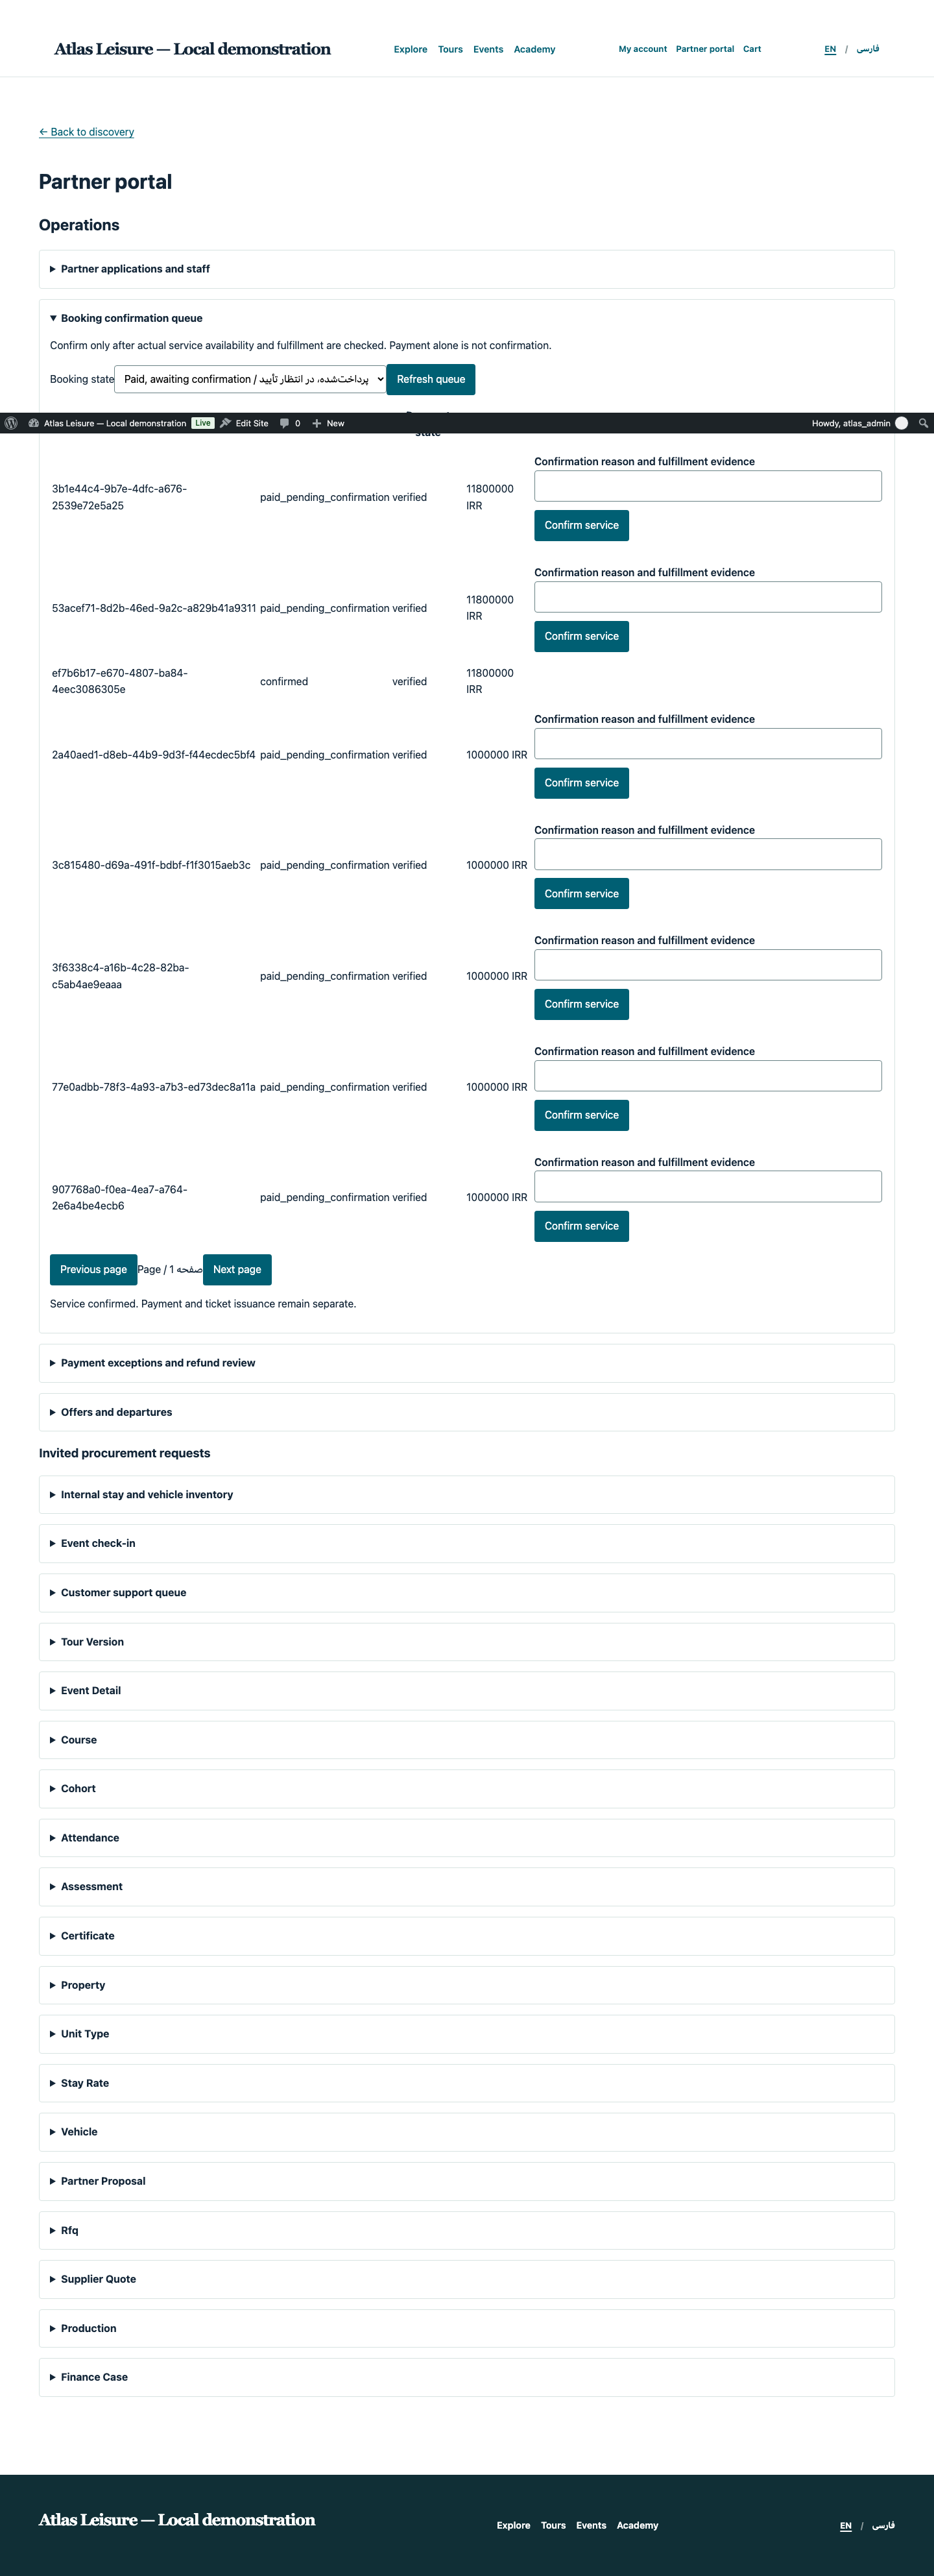 Atlas Leisure — Local demonstration
Explore Tours Events Academy
My account Partner portal Cart
EN / فارسی
← Back to discovery
Partner portal
Operations
Partner applications and staff
Booking confirmation queue
Confirm only after actual service availability and fulfillment are checked. Payment alone is not confirmation.
Booking state Paid, awaiting confirmation / پرداخت‌شده، در انتظار تأیید Refresh queue
Atlas Leisure — Local demonstration Live Edit Site 0 New Howdy, atlas_admin
Confirmation reason and fulfillment evidence
3b1e44c4-9b7e-4dfc-a676-
2539e72e5a25
paid_pending_confirmation verified
11800000
IRR
Confirm service
Confirmation reason and fulfillment evidence
53acef71-8d2b-46ed-9a2c-a829b41a9311 paid_pending_confirmation verified
11800000
IRR
Confirm service
ef7b6b17-e670-4807-ba84-
4eec3086305e
confirmed verified
11800000
IRR
Confirmation reason and fulfillment evidence
2a40aed1-d8eb-44b9-9d3f-f44ecdec5bf4 paid_pending_confirmation verified 1000000 IRR
Confirm service
Confirmation reason and fulfillment evidence
3c815480-d69a-491f-bdbf-f1f3015aeb3c paid_pending_confirmation verified 1000000 IRR
Confirm service
Confirmation reason and fulfillment evidence
3f6338c4-a16b-4c28-82ba-
c5ab4ae9eaaa
paid_pending_confirmation verified 1000000 IRR
Confirm service
Confirmation reason and fulfillment evidence
77e0adbb-78f3-4a93-a7b3-ed73dec8a11a paid_pending_confirmation verified 1000000 IRR
Confirm service
Confirmation reason and fulfillment evidence
907768a0-f0ea-4ea7-a764-
2e6a4be4ecb6
paid_pending_confirmation verified 1000000 IRR
Confirm service
Previous page Page / صفحه 1 Next page
Service confirmed. Payment and ticket issuance remain separate.
Payment exceptions and refund review
Offers and departures
Invited procurement requests
Internal stay and vehicle inventory
Event check-in
Customer support queue
Tour Version
Event Detail
Course
Cohort
Attendance
Assessment
Certificate
Property
Unit Type
Stay Rate
Vehicle
Partner Proposal
Rfq
Supplier Quote
Production
Finance Case
Atlas Leisure — Local demonstration
Explore Tours Events Academy
EN / فارسی